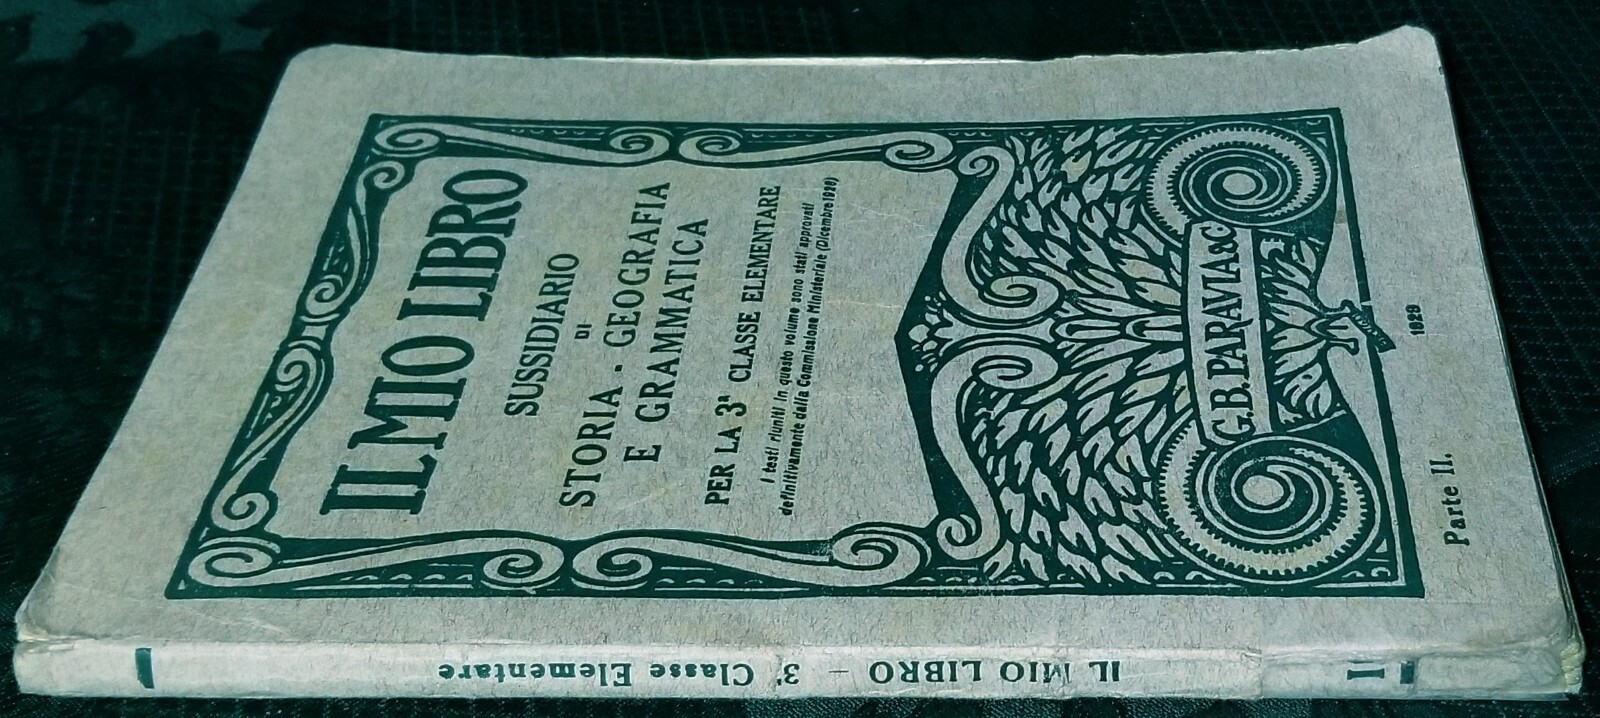 IL MIO LIBRO
SUSSIDIARIO
DI
STORIA · GEOGRAFIA
E GRAMMATICA
PER LA 3ª CLASSE ELEMENTARE
I testi riuniti in questo volume sono stati approvati
definitivamente dalla Commissione Ministeriale (Dicembre 1928)
G.B. PARAVIA & C.
1929
Parte II.
IL MIO LIBRO – 3ª Classe Elementare
II